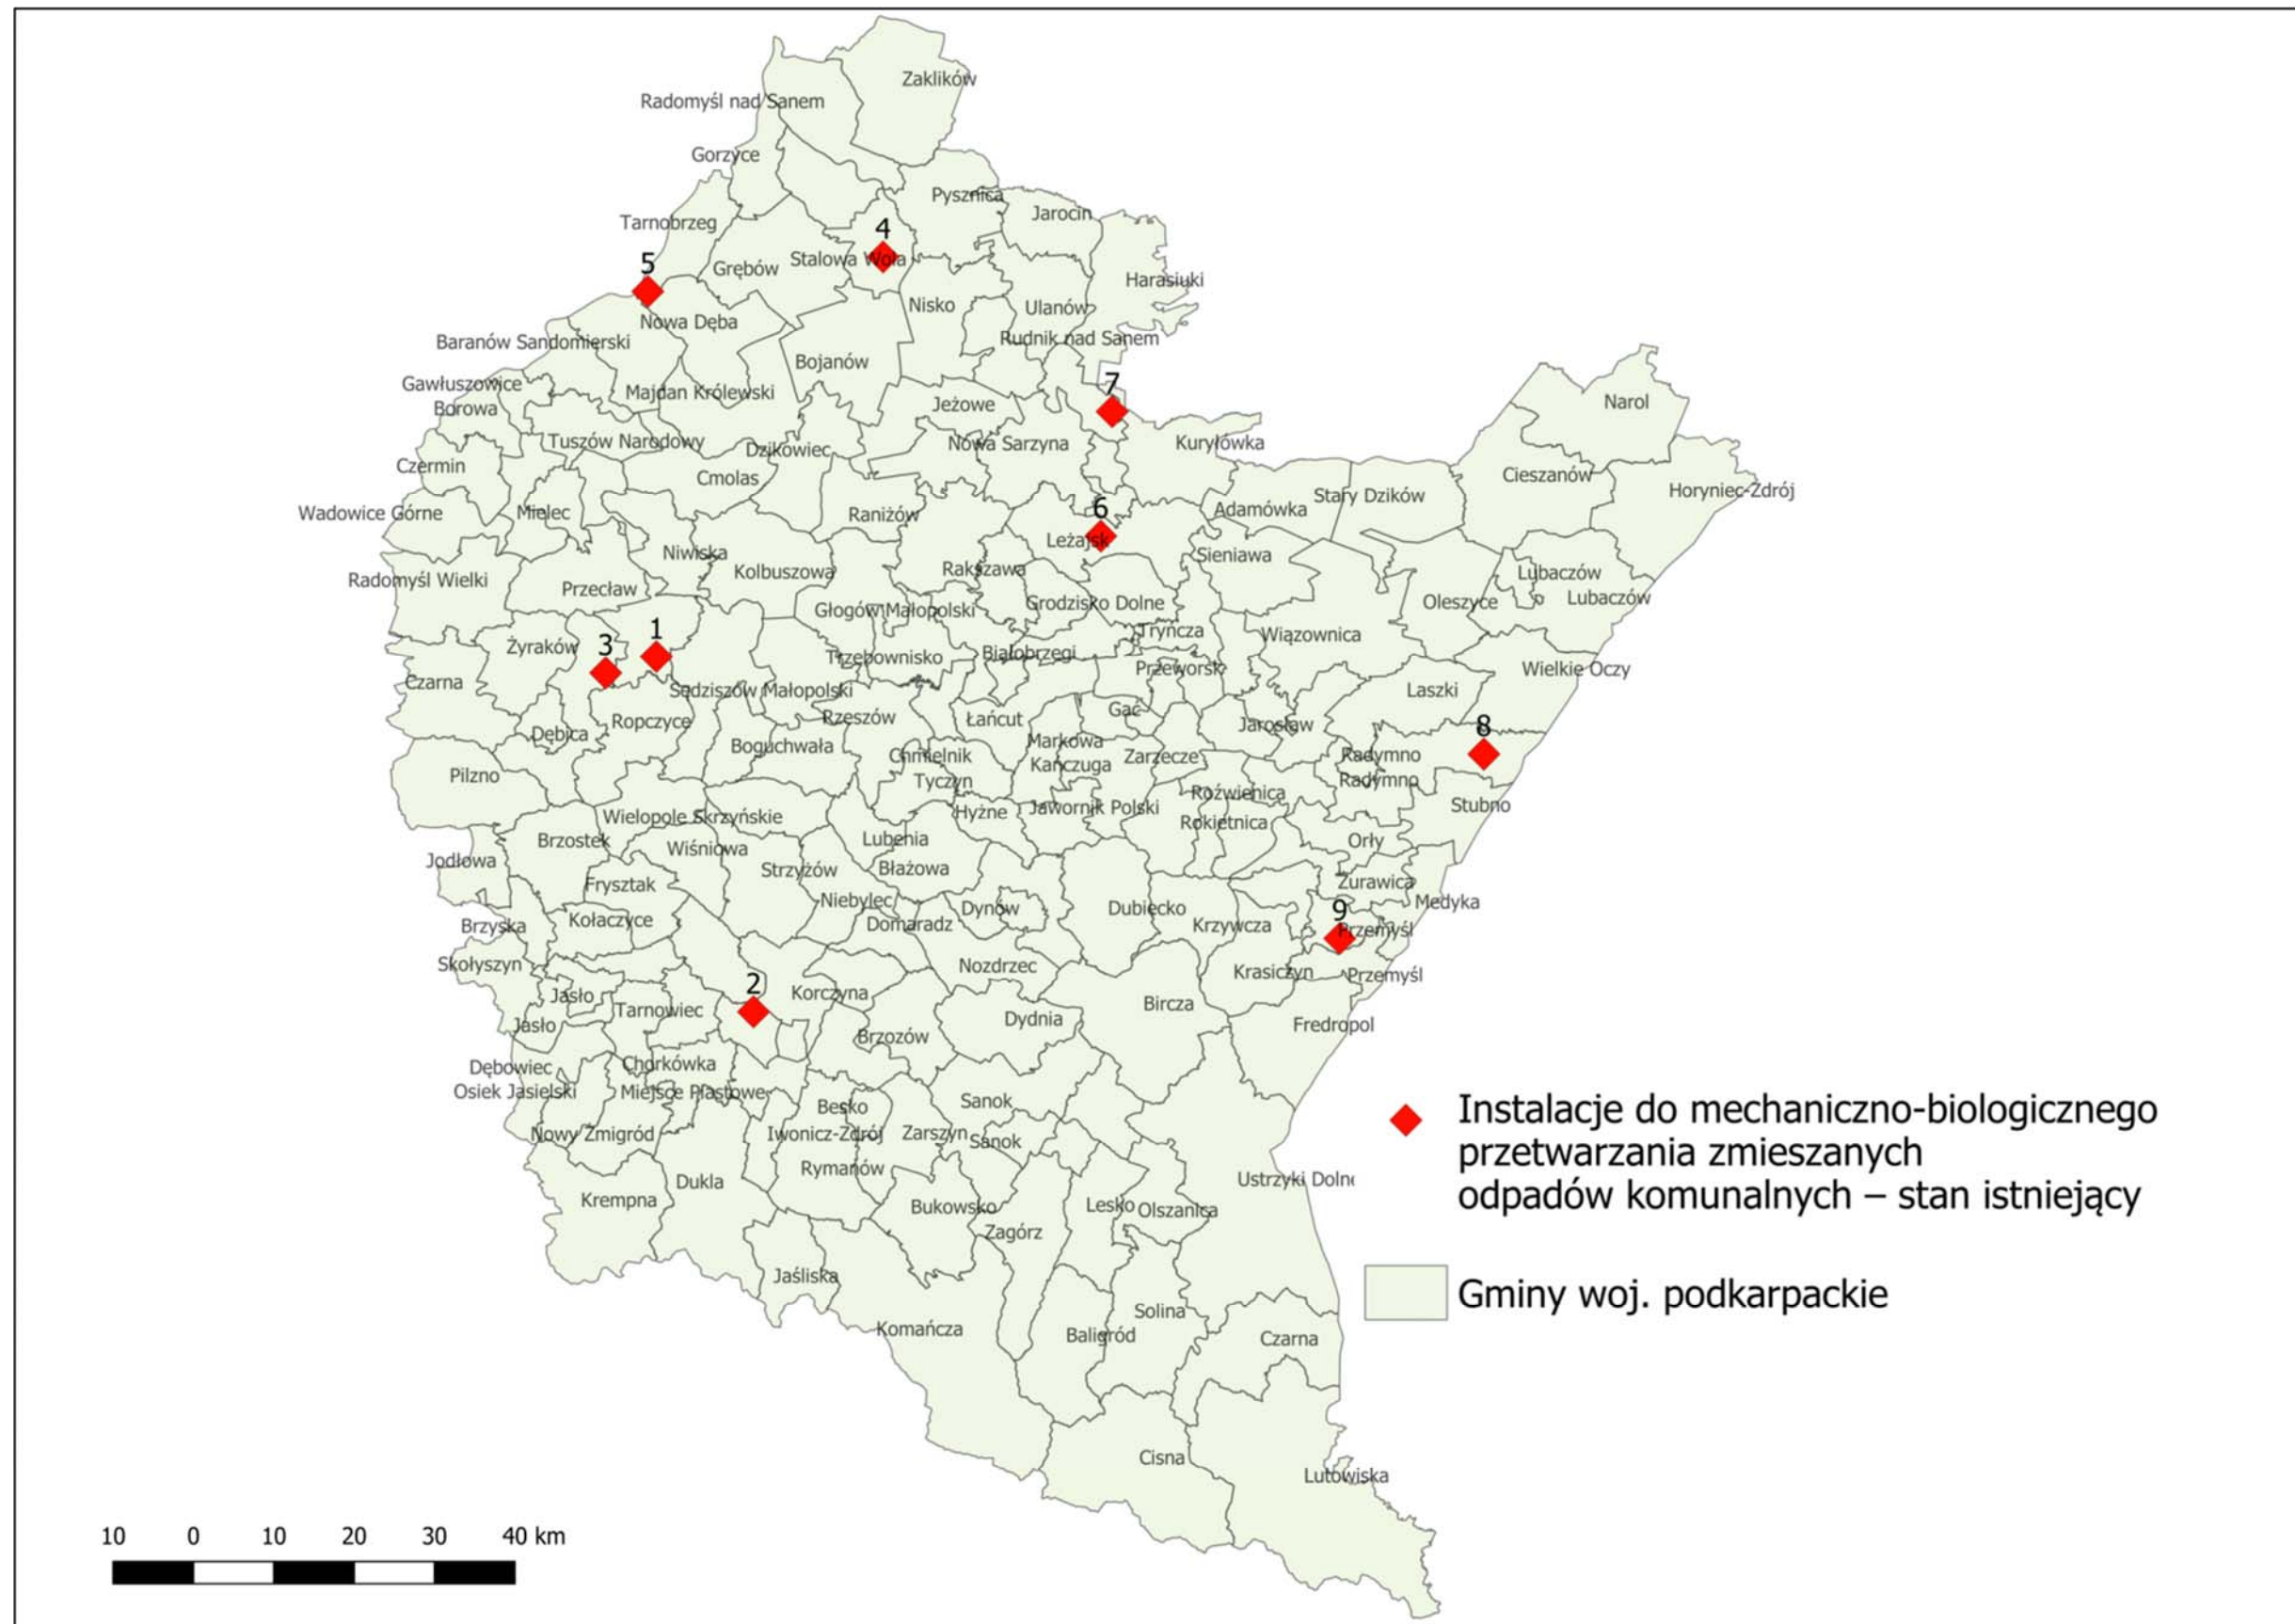 Zaklików
Radomyśl nad Sanem
Gorzyce
Pysznica
Jarocin
Tarnobrzeg
4
Stalowa Wola
5
Grębów
Harasiuki
Nisko
Ulanów
Nowa Dęba
Rudnik nad Sanem
Baranów Sandomierski
Bojanów
7
Gawłuszowice
Majdan Królewski
Jeżowe
Narol
Borowa
Tuszów Narodowy
Dzikowiec
Nowa Sarzyna
Kuryłówka
Czermin
Cmolas
Cieszanów
Horyniec-Zdrój
Stary Dzików
Wadowice Górne
Mielec
Raniżów
6
Adamówka
Leżajsk
Niwiska
Sieniawa
Kolbuszowa
Rakszawa
Lubaczów
Radomyśl Wielki
Przecław
Lubaczów
Głogów Małopolski
Grodzisko Dolne
Oleszyce
1
3
Żyraków
Tryńcza
Wiązownica
Trzebownisko
Białobrzegi
Przeworsk
Wielkie Oczy
Czarna
Sędziszów Małopolski
Laszki
Ropczyce
Rzeszów
Łańcut
Gać
Jarosław
8
Dębica
Boguchwała
Chmielnik
Markowa
Kańczuga
Zarzecze
Radymno
Pilzno
Tyczyn
Radymno
Roźwienica
Stubno
Wielopole Skrzyńskie
Hyżne
Jawornik Polski
Rokietnica
Brzostek
Wiśniowa
Lubenia
Orły
Jodłowa
Strzyżów
Błażowa
Frysztak
Żurawica
Niebylec
Dynów
Dubiecko
Medyka
Brzyska
Kołaczyce
Domaradz
Krzywcza
9
Przemyśl
Skołyszyn
Nozdrzec
Krasiczyn
Przemyśl
2
Jasło
Tarnowiec
Korczyna
Bircza
Jasło
Brzozów
Dydnia
Fredropol
Dębowiec
Chorkówka
Osiek Jasielski
Miejsce Piastowe
Besko
Sanok
Nowy Żmigród
Iwonicz-Zdrój
Zarszyn
Sanok
Rymanów
Krempna
Dukla
Bukowsko
Lesko
Olszanica
Ustrzyki Dolne
Zagórz
Jaśliska
Komańcza
Solina
Baligród
Czarna
Cisna
Lutowiska
Instalacje do mechaniczno-biologicznego
przetwarzania zmieszanych
odpadów komunalnych – stan istniejący
Gminy woj. podkarpackie
10 0 10 20 30 40 km